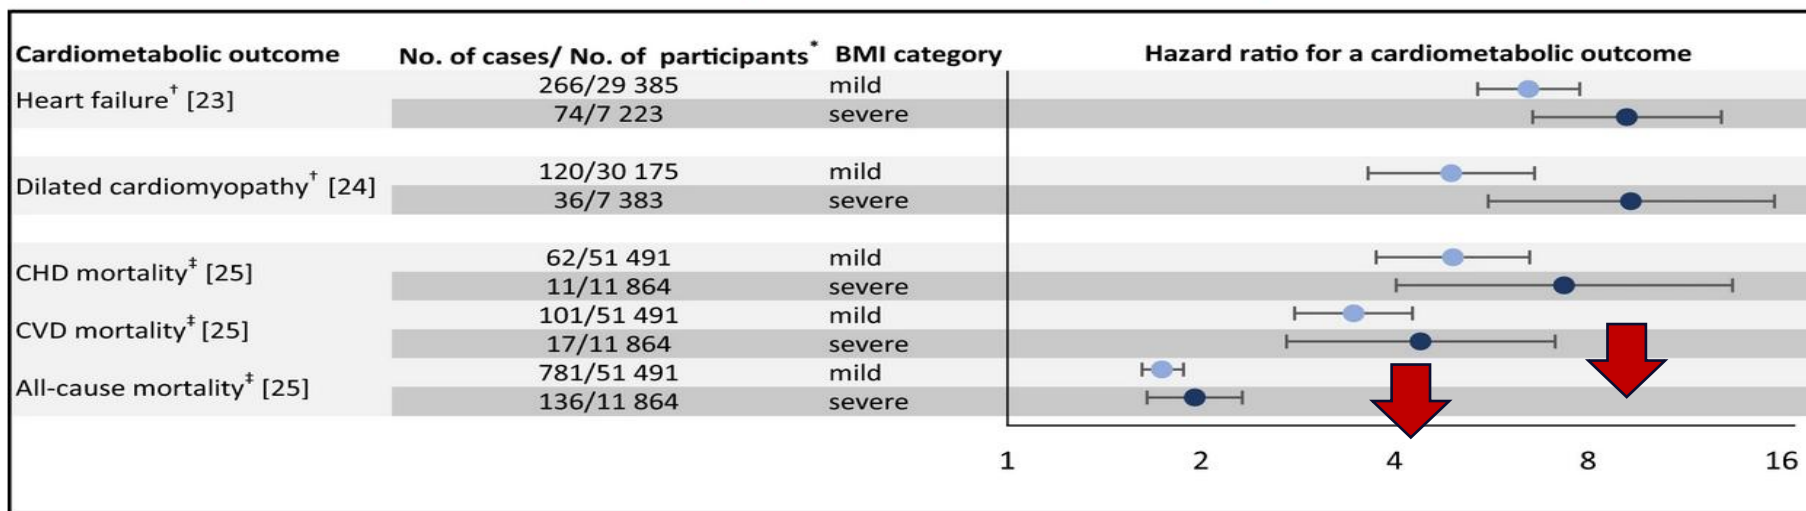 Cardiometabolic outcome No. of cases/ No. of participants* BMI category Hazard ratio for a cardiometabolic outcome
Heart failure† [23]
266/29 385 mild
74/7 223 severe
Dilated cardiomyopathy† [24]
120/30 175 mild
36/7 383 severe
CHD mortality‡ [25]
62/51 491 mild
11/11 864 severe
CVD mortality‡ [25]
101/51 491 mild
17/11 864 severe
All-cause mortality‡ [25]
781/51 491 mild
136/11 864 severe
1 2 4 8 16